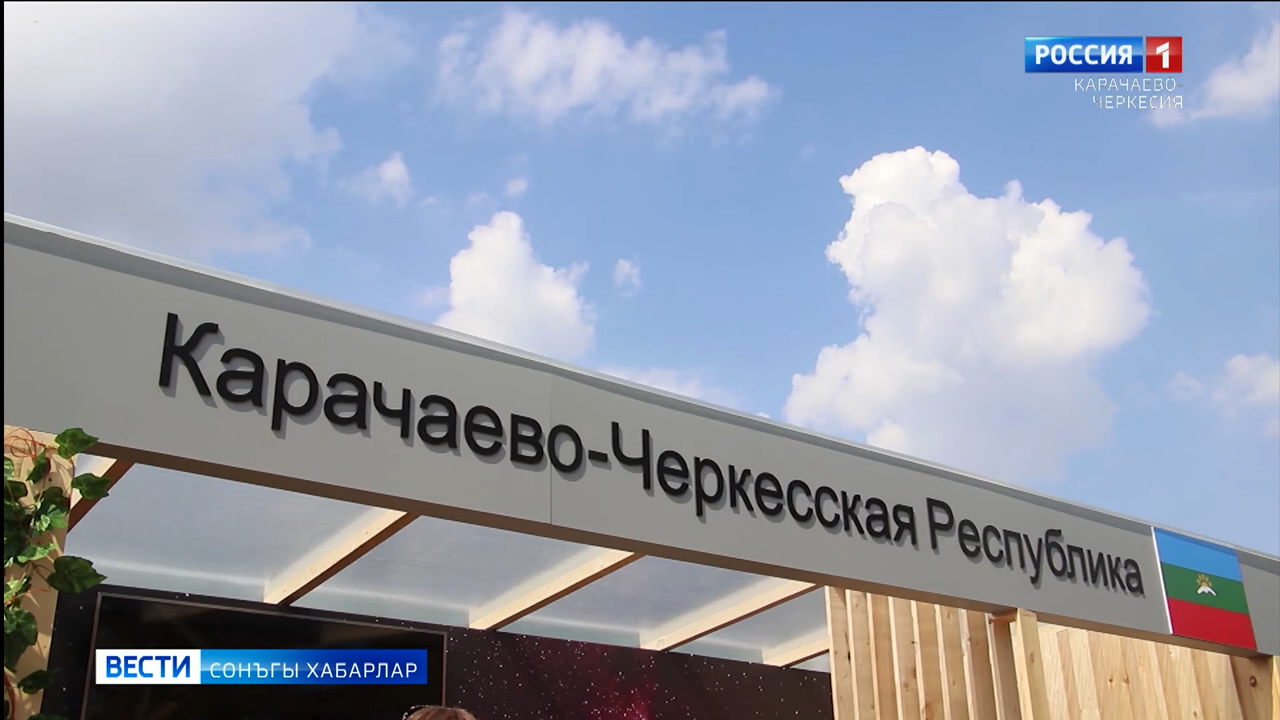 РОССИЯ 1
КАРАЧАЕВО-
ЧЕРКЕСИЯ
Карачаево-Черкесская Республика
ВЕСТИ СОНЪГЫ ХАБАРЛАР